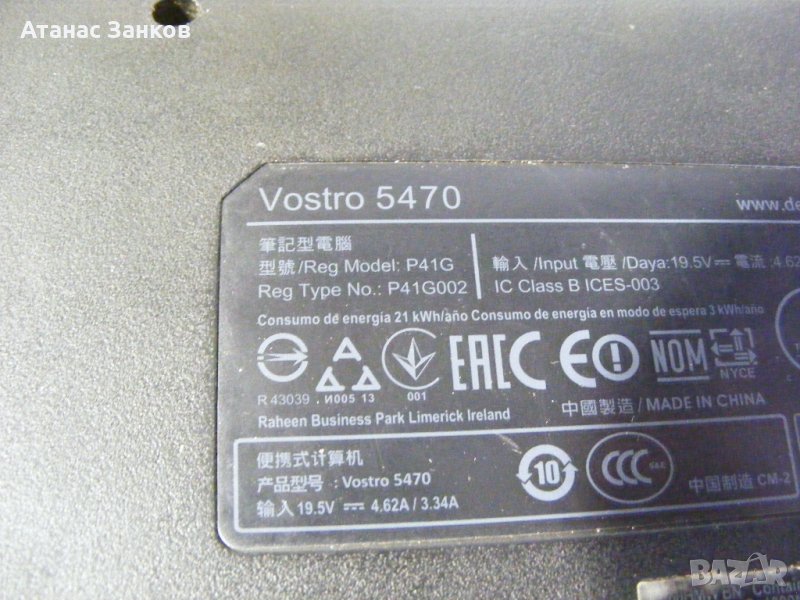 Атанас Занков
Vostro 5470
www.de
筆記型電腦
型號/Reg Model: P41G
Reg Type No.: P41G002
輸入 /Input 電壓 /Daya:19.5V⎓ 電流 :4.62
IC Class B ICES-003
Consumo de energía 21 kWh/año Consumo de energía en modo de espera 3 kWh/año
EAC CE NOM
NYCE
R 43039 . И005 13 001
中國製造 / MADE IN CHINA
Raheen Business Park Limerick Ireland
便携式计算机
产品型号 : Vostro 5470
输入 19.5V ⎓ 4.62A / 3.34A
10
CCC S&E
中国制造 CM-2
BAZAR